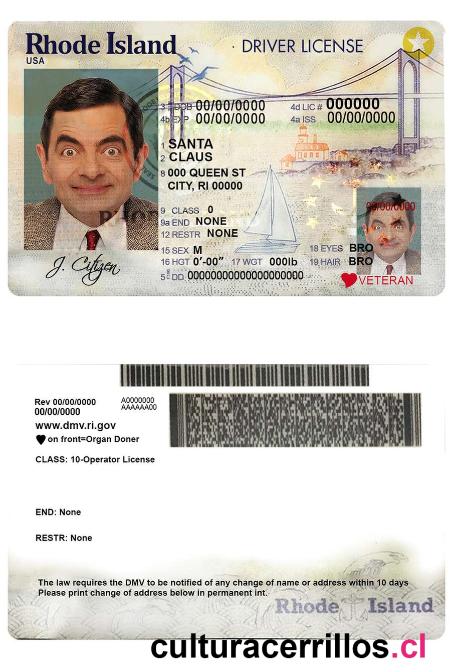 Rhode Island
USA
DRIVER LICENSE
3 DOB 00/00/0000
4d LIC # 000000
4b EXP 00/00/0000
4a ISS 00/00/0000
1 SANTA
2 CLAUS
8 000 QUEEN ST
CITY, RI 00000
00/00/0000
9 CLASS 0
9a END NONE
12 RESTR NONE
15 SEX M
18 EYES BRO
16 HGT 0'-00"
17 WGT 000lb
19 HAIR BRO
5 DD 00000000000000000000
J. Citizen
VETERAN
Rev 00/00/0000
00/00/0000
A0000000
AAAAAA00
www.dmv.ri.gov
on front=Organ Doner
CLASS: 10-Operator License
END: None
RESTR: None
The law requires the DMV to be notified of any change of name or address within 10 days
Please print change of address below in permanent int.
Rhode Island
culturacerrillos.cl